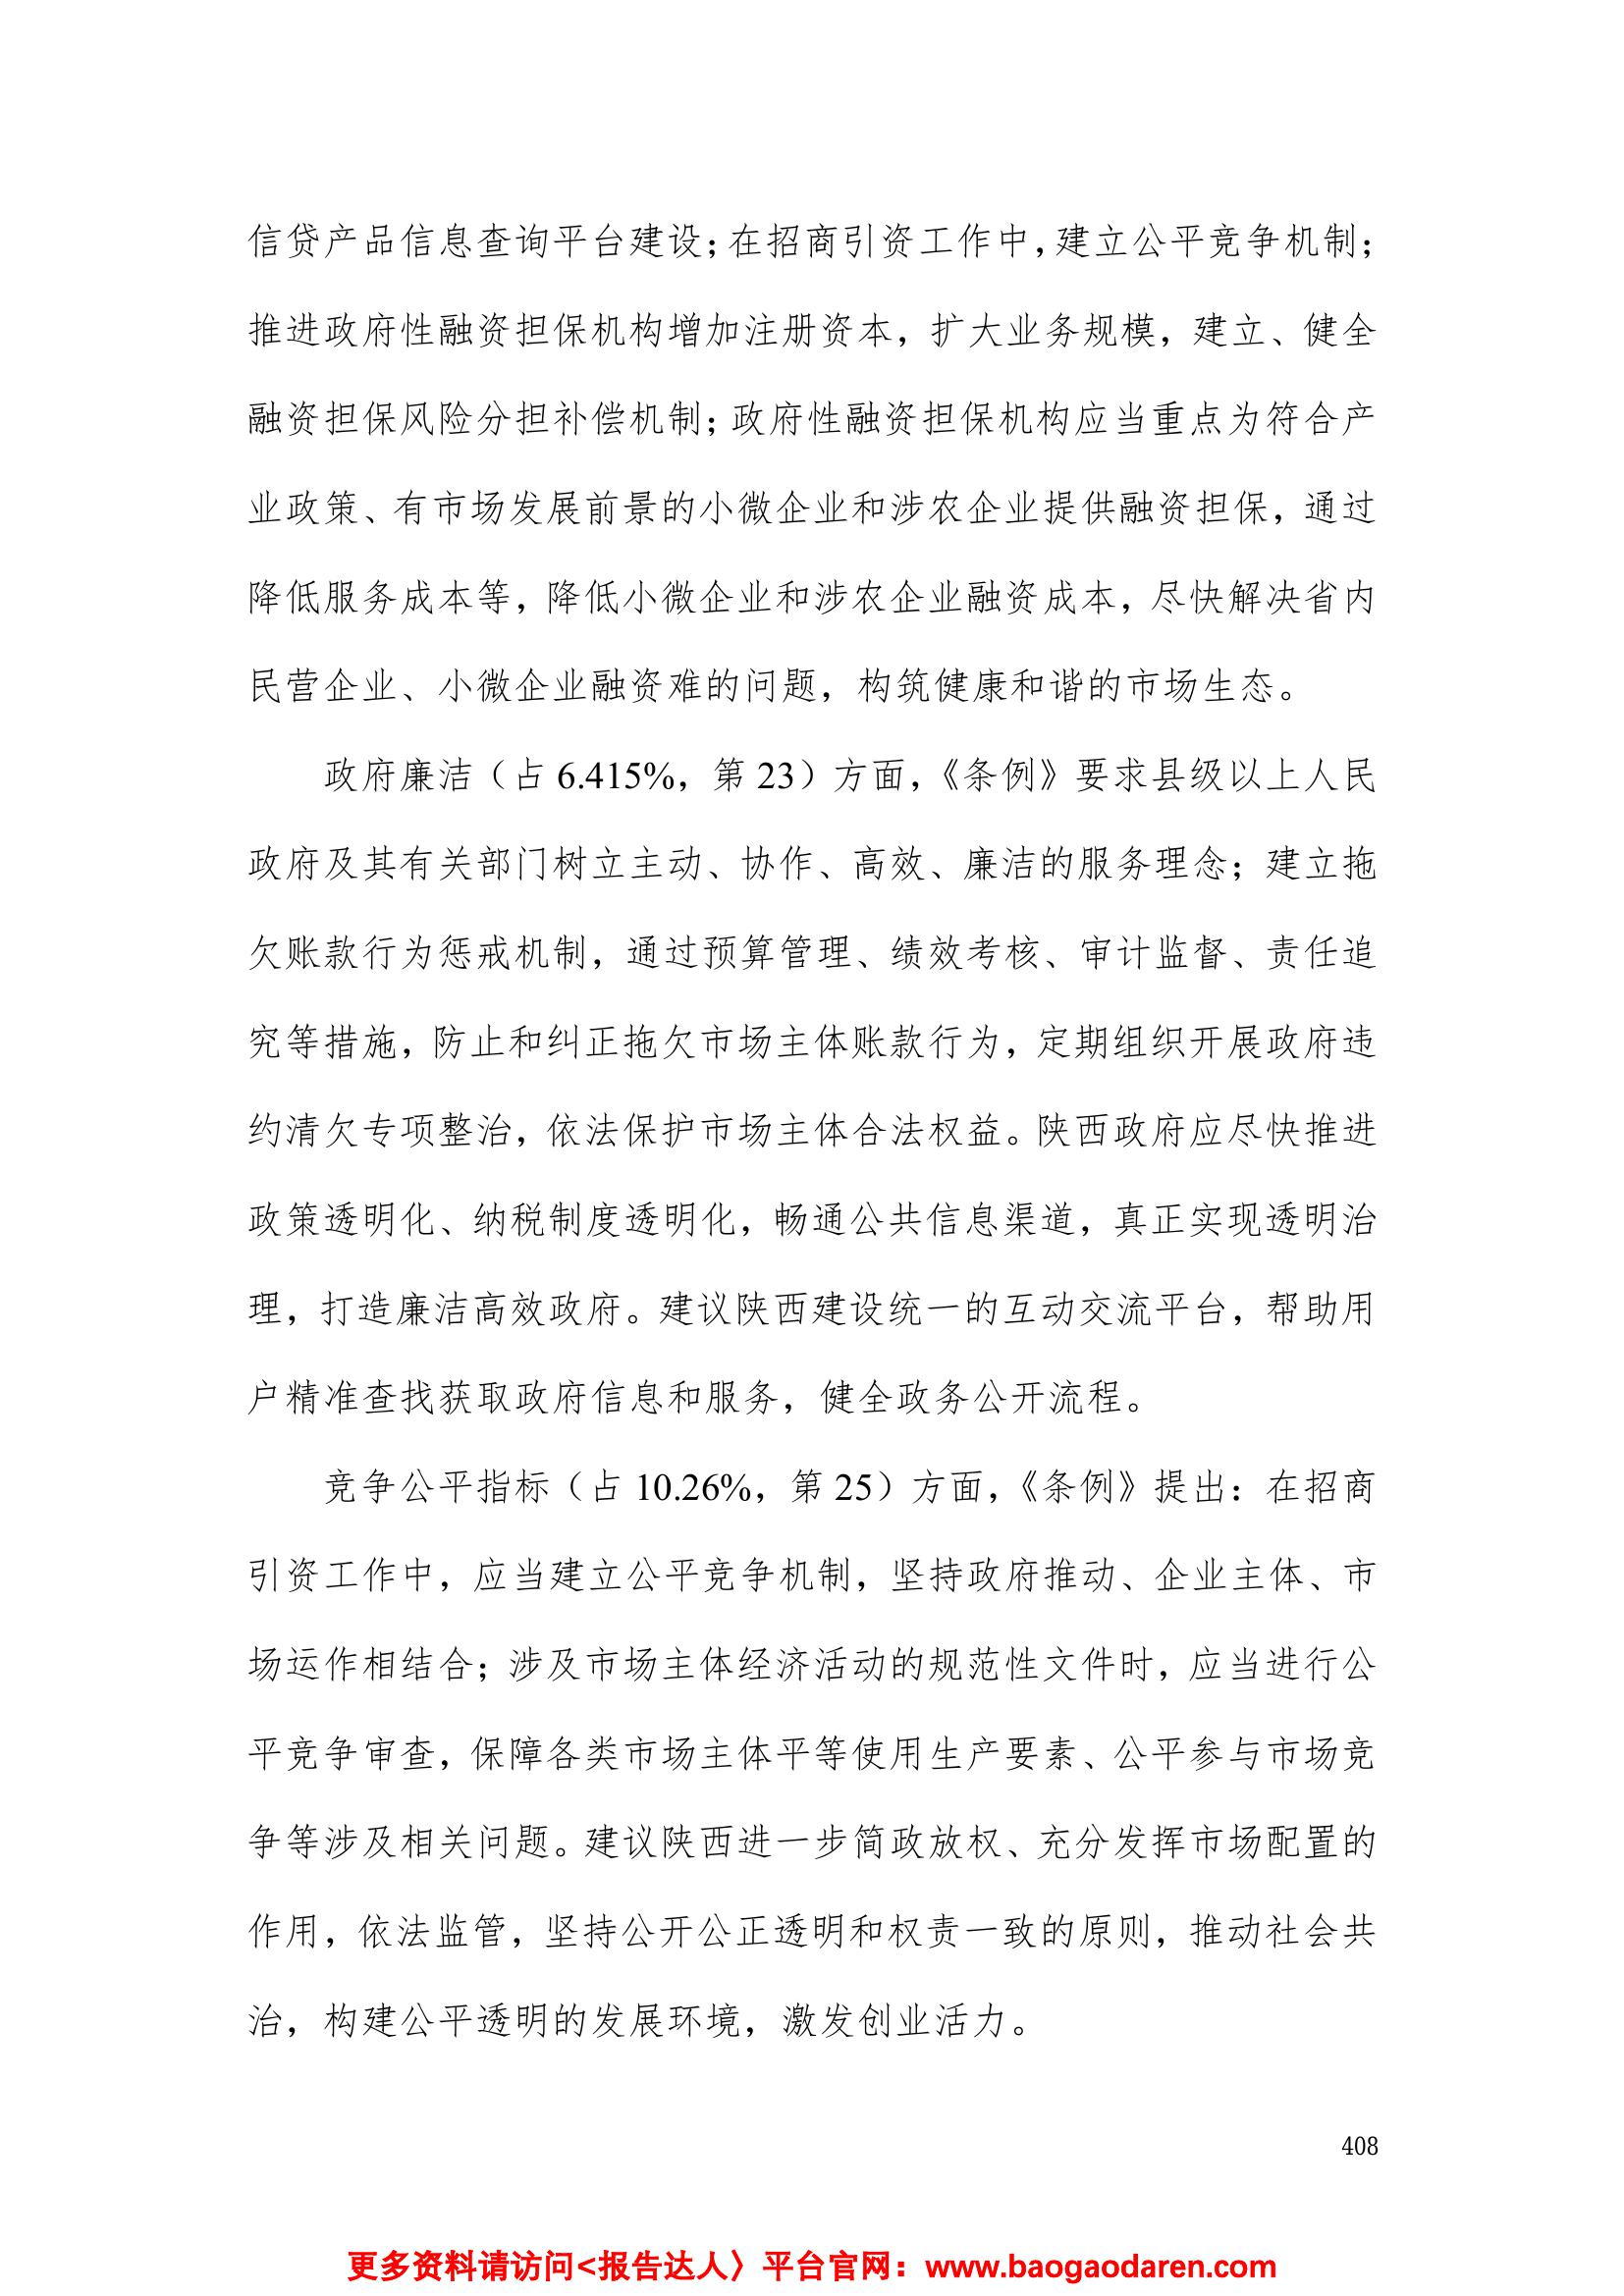 信贷产品信息查询平台建设；在招商引资工作中，建立公平竞争机制；
推进政府性融资担保机构增加注册资本，扩大业务规模，建立、健全
融资担保风险分担补偿机制；政府性融资担保机构应当重点为符合产
业政策、有市场发展前景的小微企业和涉农企业提供融资担保，通过
降低服务成本等，降低小微企业和涉农企业融资成本，尽快解决省内
民营企业、小微企业融资难的问题，构筑健康和谐的市场生态。
政府廉洁（占 6.415%，第 23）方面，《条例》要求县级以上人民
政府及其有关部门树立主动、协作、高效、廉洁的服务理念；建立拖
欠账款行为惩戒机制，通过预算管理、绩效考核、审计监督、责任追
究等措施，防止和纠正拖欠市场主体账款行为，定期组织开展政府违
约清欠专项整治，依法保护市场主体合法权益。陕西政府应尽快推进
政策透明化、纳税制度透明化，畅通公共信息渠道，真正实现透明治
理，打造廉洁高效政府。建议陕西建设统一的互动交流平台，帮助用
户精准查找获取政府信息和服务，健全政务公开流程。
竞争公平指标（占 10.26%，第 25）方面，《条例》提出：在招商
引资工作中，应当建立公平竞争机制，坚持政府推动、企业主体、市
场运作相结合；涉及市场主体经济活动的规范性文件时，应当进行公
平竞争审查，保障各类市场主体平等使用生产要素、公平参与市场竞
争等涉及相关问题。建议陕西进一步简政放权、充分发挥市场配置的
作用，依法监管，坚持公开公正透明和权责一致的原则，推动社会共
治，构建公平透明的发展环境，激发创业活力。
408
更多资料请访问<报告达人〉平台官网：www.baogaodaren.com